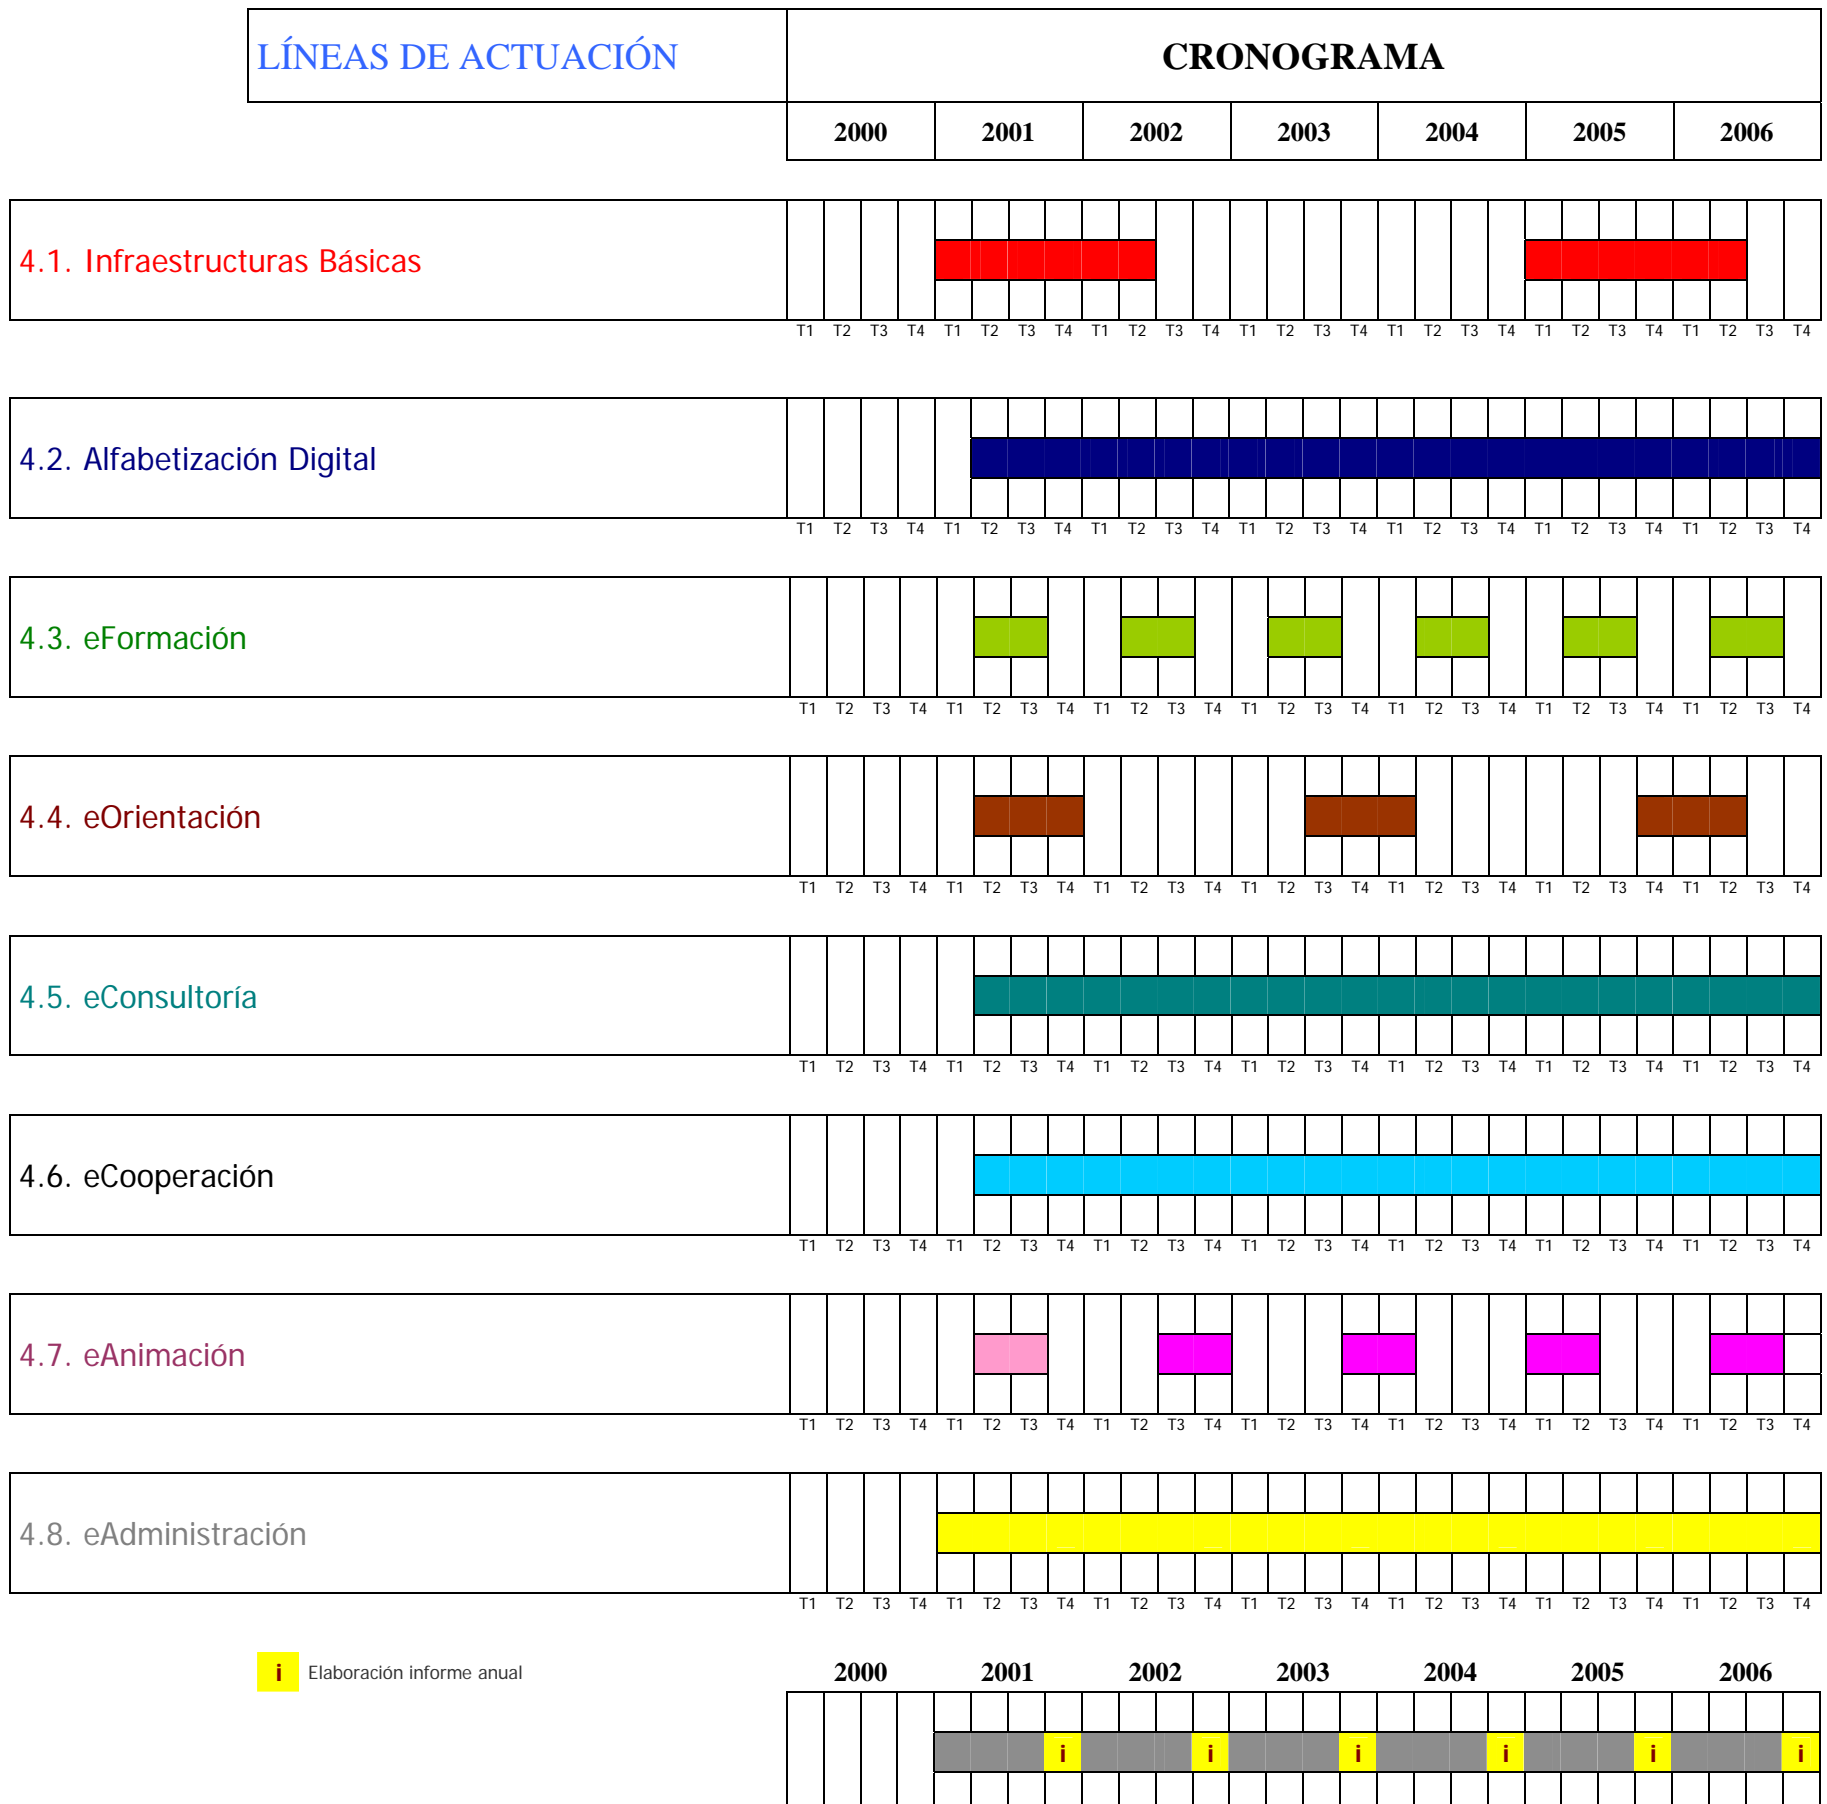 LÍNEAS DE ACTUACIÓN
CRONOGRAMA
2000 2001 2002 2003 2004 2005 2006
4.1. Infraestructuras Básicas
T1 T2 T3 T4 T1 T2 T3 T4 T1 T2 T3 T4 T1 T2 T3 T4 T1 T2 T3 T4 T1 T2 T3 T4 T1 T2 T3 T4
4.2. Alfabetización Digital
T1 T2 T3 T4 T1 T2 T3 T4 T1 T2 T3 T4 T1 T2 T3 T4 T1 T2 T3 T4 T1 T2 T3 T4 T1 T2 T3 T4
4.3. eFormación
T1 T2 T3 T4 T1 T2 T3 T4 T1 T2 T3 T4 T1 T2 T3 T4 T1 T2 T3 T4 T1 T2 T3 T4 T1 T2 T3 T4
4.4. eOrientación
T1 T2 T3 T4 T1 T2 T3 T4 T1 T2 T3 T4 T1 T2 T3 T4 T1 T2 T3 T4 T1 T2 T3 T4 T1 T2 T3 T4
4.5. eConsultoría
T1 T2 T3 T4 T1 T2 T3 T4 T1 T2 T3 T4 T1 T2 T3 T4 T1 T2 T3 T4 T1 T2 T3 T4 T1 T2 T3 T4
4.6. eCooperación
T1 T2 T3 T4 T1 T2 T3 T4 T1 T2 T3 T4 T1 T2 T3 T4 T1 T2 T3 T4 T1 T2 T3 T4 T1 T2 T3 T4
4.7. eAnimación
T1 T2 T3 T4 T1 T2 T3 T4 T1 T2 T3 T4 T1 T2 T3 T4 T1 T2 T3 T4 T1 T2 T3 T4 T1 T2 T3 T4
4.8. eAdministración
T1 T2 T3 T4 T1 T2 T3 T4 T1 T2 T3 T4 T1 T2 T3 T4 T1 T2 T3 T4 T1 T2 T3 T4 T1 T2 T3 T4
i Elaboración informe anual
2000 2001 2002 2003 2004 2005 2006
i i i i i i